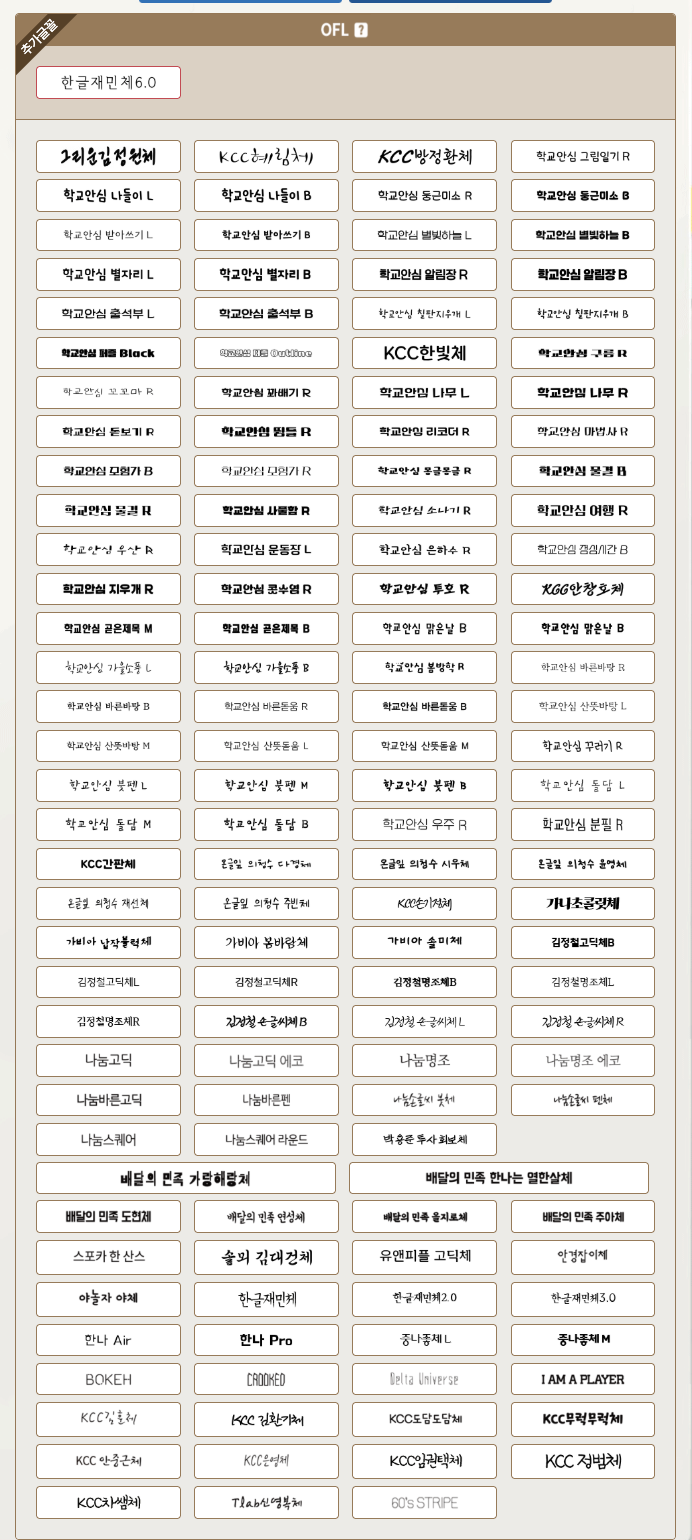 추가글꼴
OFL ?
한글재민체6.0
그리운김정원체 KCC혜림체 KCC방정환체 학교안심 그림일기 R
학교안심 나들이 L 학교안심 나들이 B 학교안심 둥근미소 R 학교안심 둥근미소 B
학교안심 받아쓰기 L 학교안심 받아쓰기 B 학교안심 별빛하늘 L 학교안심 별빛하늘 B
학교안심 별자리 L 학교안심 별자리 B 학교안심 알림장 R 학교안심 알림장 B
학교안심 출석부 L 학교안심 출석부 B 학교안심 칠판지우개 L 학교안심 칠판지우개 B
학교안심 퍼즐 Black 학교안심 퍼즐 Outline KCC한빛체 학교안심 구름 R
학교안심 꼬꼬마 R 학교안심 꽈배기 R 학교안심 나무 L 학교안심 나무 R
학교안심 돋보기 R 학교안심 뜀틀 R 학교안심 리코더 R 학교안심 마법사 R
학교안심 모험가 B 학교안심 모험가 R 학교안심 몽글몽글 R 학교안심 물결 B
학교안심 물결 R 학교안심 사물함 R 학교안심 소나기 R 학교안심 여행 R
학교안심 우산 R 학교안심 운동장 L 학교안심 은하수 R 학교안심 점심시간 B
학교안심 지우개 R 학교안심 콧수염 R 학교안심 투호 R KCC안창호체
학교안심 곧은제목 M 학교안심 곧은제목 B 학교안심 맑은날 B 학교안심 맑은날 B
학교안심 가을소풍 L 학교안심 가을소풍 B 학교안심 봄방학 R 학교안심 바른바탕 R
학교안심 바른바탕 B 학교안심 바른돋움 R 학교안심 바른돋움 B 학교안심 산뜻바탕 L
학교안심 산뜻바탕 M 학교안심 산뜻돋움 L 학교안심 산뜻돋움 M 학교안심 꾸러기 R
학교안심 붓펜 L 학교안심 붓펜 M 학교안심 붓펜 B 학교안심 돌담 L
학교안심 돌담 M 학교안심 돌담 B 학교안심 우주 R 학교안심 분필 R
KCC간판체 온글잎 의청수 다경체 온글잎 의청수 시우체 온글잎 의청수 윤영체
온글잎 의청수 재선체 온글잎 의청수 주빈체 KCC손기정체 가나초콜릿체
가비아 납작블럭체 가비아 봄바람체 가비아 솔미체 김정철고딕체B
김정철고딕체L 김정철고딕체R 김정철명조체B 김정철명조체L
김정철명조체R 김정철 손글씨체 B 김정철 손글씨체 L 김정철 손글씨체 R
나눔고딕 나눔고딕 에코 나눔명조 나눔명조 에코
나눔바른고딕 나눔바른펜 나눔손글씨 붓체 나눔손글씨 펜체
나눔스퀘어 나눔스퀘어 라운드 박용준 투사회보체
배달의 민족 가랑해랑체 배달의 민족 한나는 열한살체
배달의 민족 도현체 배달의 민족 연성체 배달의 민족 을지로체 배달의 민족 주아체
스포카 한 산스 솔뫼 김대건체 유앤피플 고딕체 안경잡이체
야놀자 야체 한글재민체 한글재민체2.0 한글재민체3.0
한나 Air 한나 Pro 중나좋체 L 중나좋체 M
BOKEH CROOKED Delta Universe I AM A PLAYER
KCC김훈체 KCC 김환기체 KCC도담도담체 KCC무럭무럭체
KCC 안중근체 KCC은영체 KCC임권택체 KCC 정범체
KCC차쌤체 Tlab신영복체 60's STRIPE